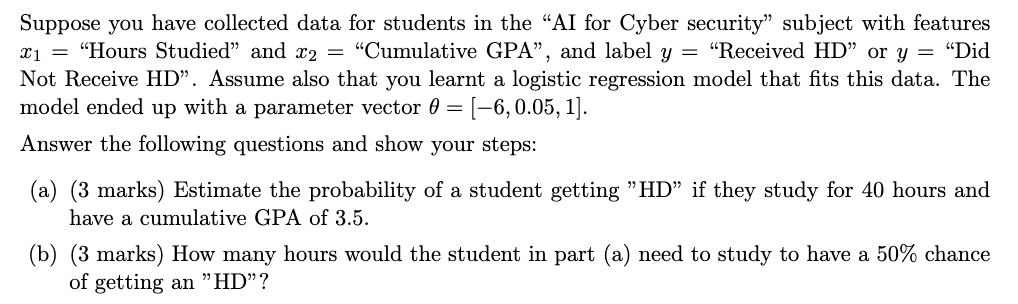 Suppose you have collected data for students in the “AI for Cyber security” subject with features
x₁ = “Hours Studied” and x₂ = “Cumulative GPA”, and label y = “Received HD” or y = “Did
Not Receive HD”. Assume also that you learnt a logistic regression model that fits this data. The
model ended up with a parameter vector θ = [−6, 0.05, 1].
Answer the following questions and show your steps:
(a) (3 marks) Estimate the probability of a student getting ”HD” if they study for 40 hours and
have a cumulative GPA of 3.5.
(b) (3 marks) How many hours would the student in part (a) need to study to have a 50% chance
of getting an ”HD”?